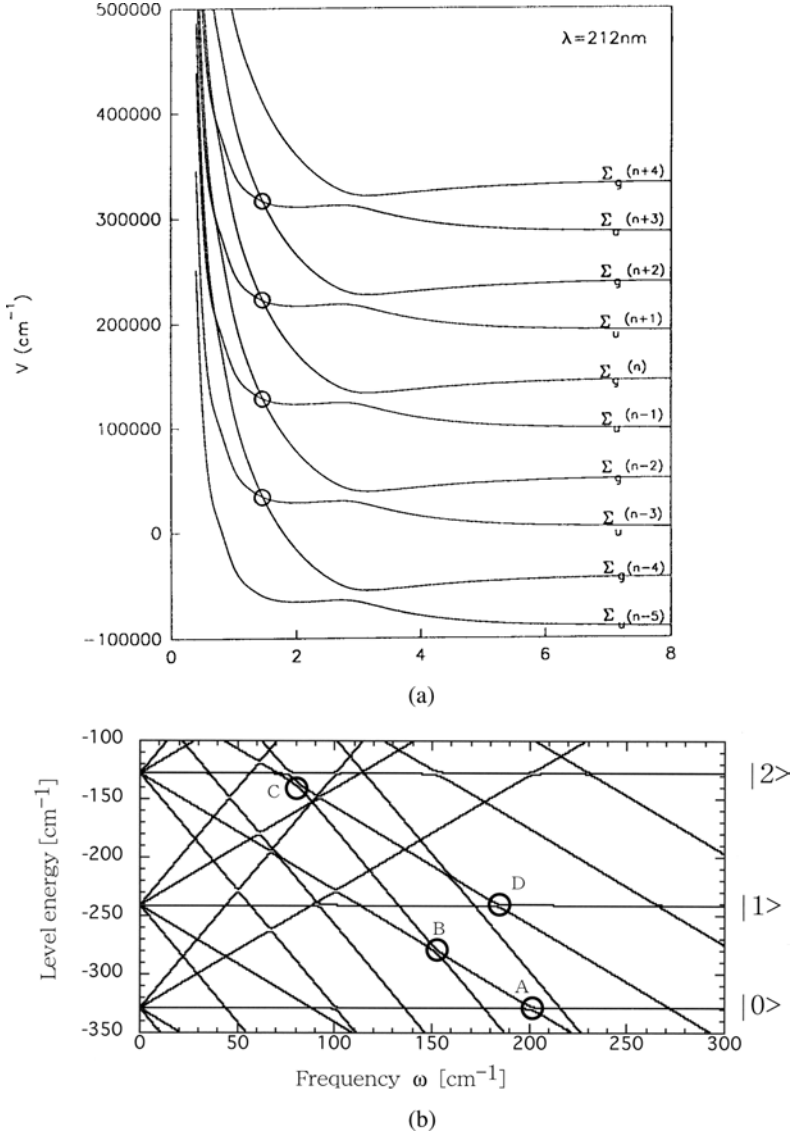 500000
λ=212nm
400000
300000
200000
100000
0
-100000
V (cm⁻¹)
Σg(n+4)
Σu(n+3)
Σg(n+2)
Σu(n+1)
Σg(n)
Σu(n-1)
Σg(n-2)
Σu(n-3)
Σg(n-4)
Σu(n-5)
0 2 4 6 8
(a)
-100
-150
-200
-250
-300
-350
Level energy [cm⁻¹]
C
D
B
A
|2>
|1>
|0>
0 50 100 150 200 250 300
Frequency ω [cm⁻¹]
(b)